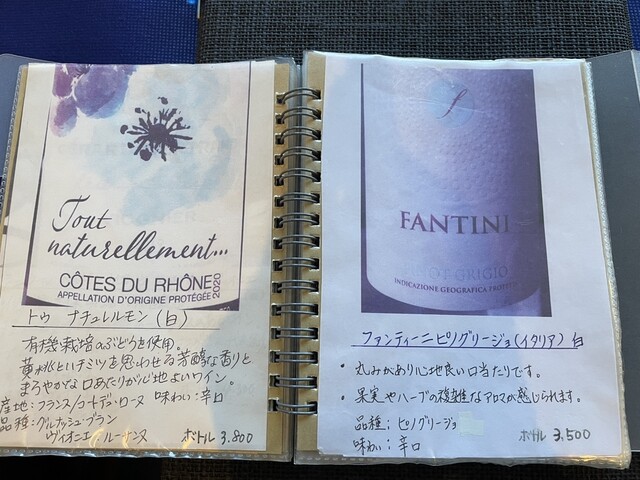 Tout
naturellement...
CÔTES DU RHÔNE
APPELLATION D'ORIGINE PROTÉGÉE
2020
トゥ ナチュレルモン(白)
有機栽培のぶどうを使用。
黄桃とハチミツを思わせる芳醇な香りと
まろやかな口あたりが心地よいワイン。
産地:フランス/コートデュローヌ 味わい:辛口
品種:グルナッシュブラン
ヴィオニエ ルーサンヌ ボトル 3,800
f
FANTINI
PINOT GRIGIO
INDICAZIONE GEOGRAFICA
ファンティーニピノグリージョ(イタリア) 白
・丸みがあり心地良い口当たりです。
・果実やハーブの複雑なアロマが感じられます。
品種:ピノグリージョ
味わい:辛口
ボトル 3,500